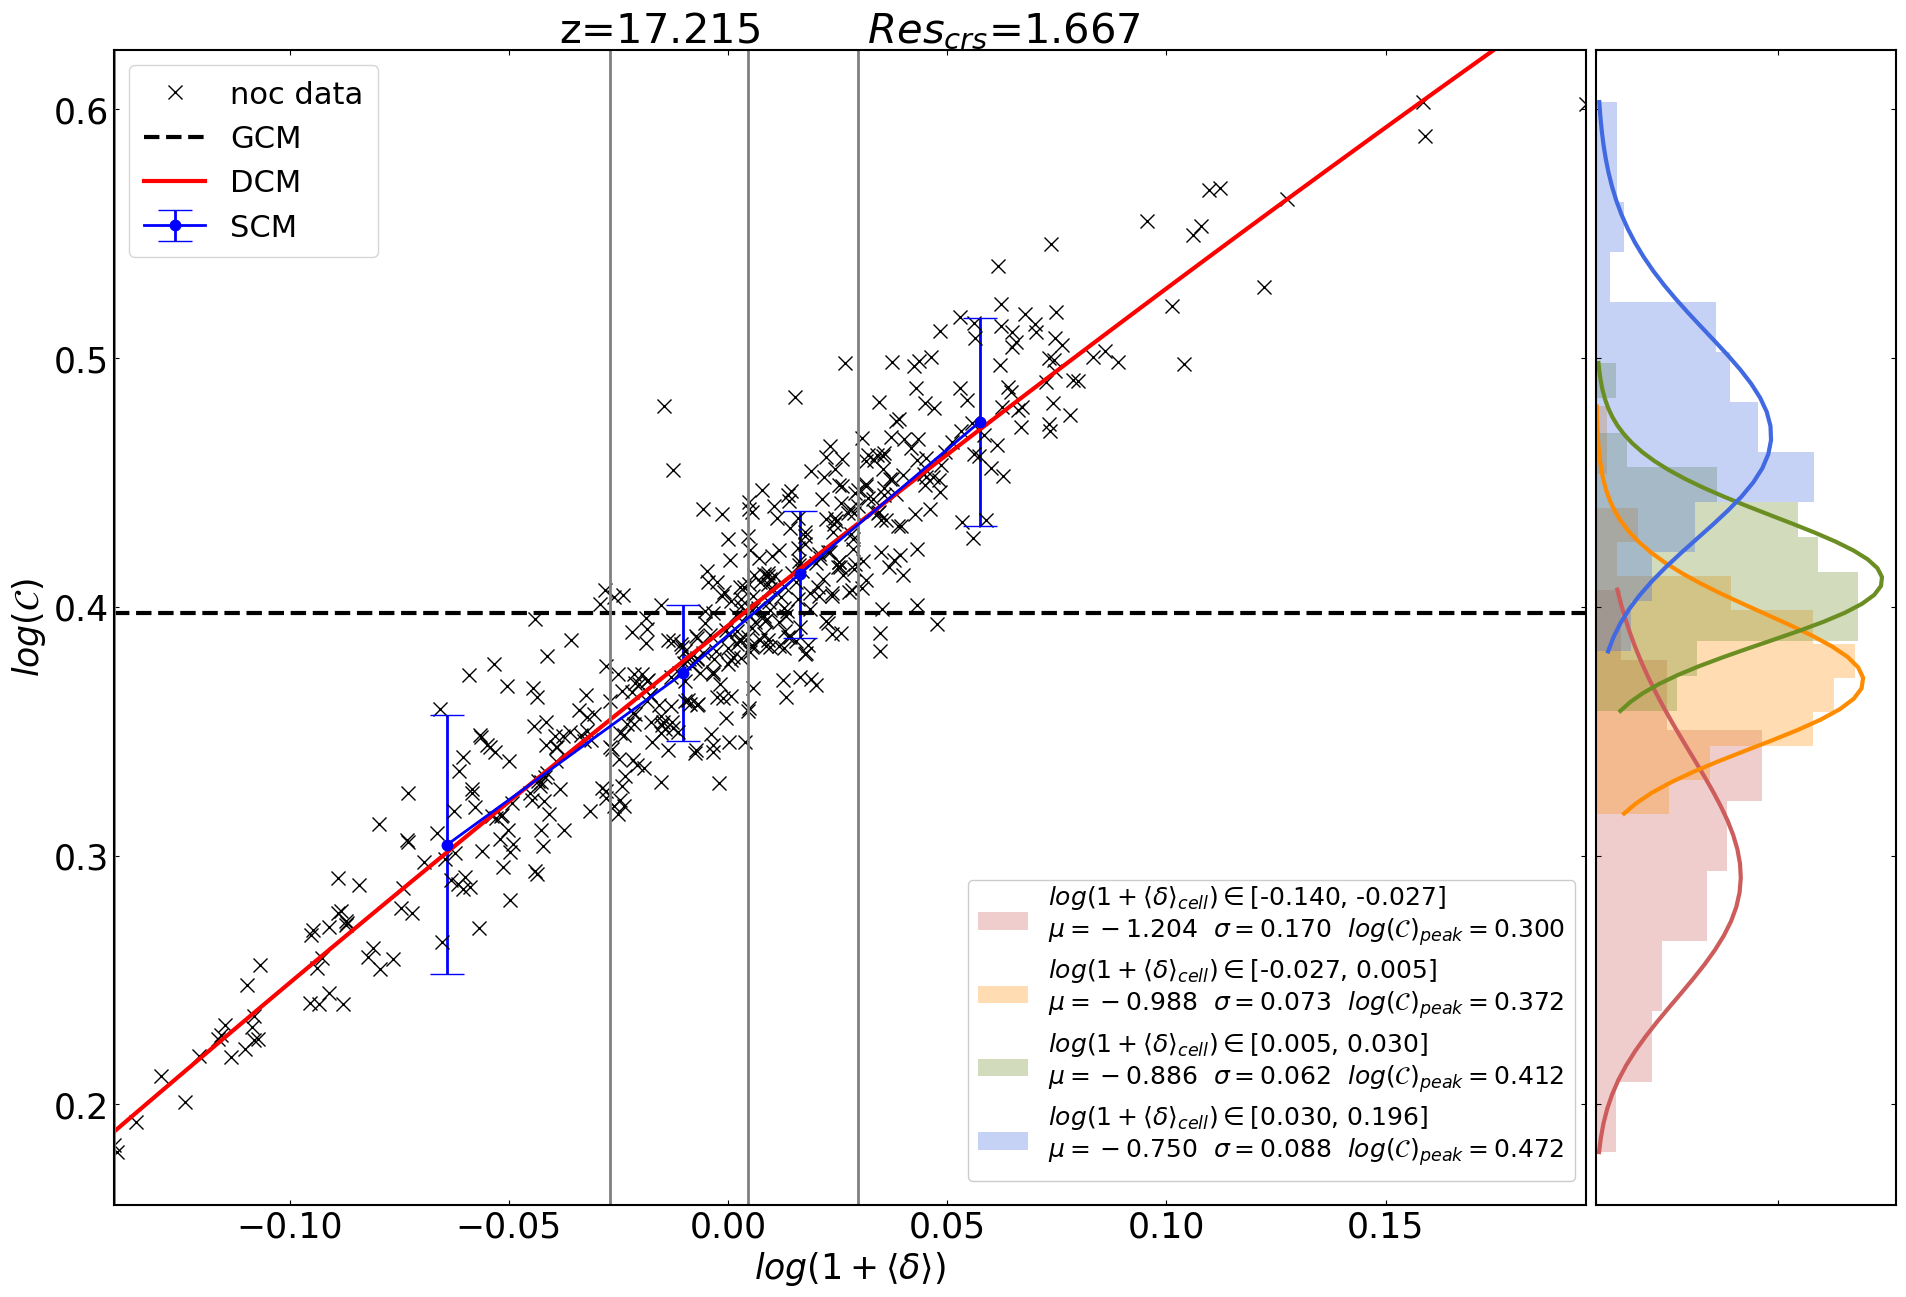 z=17.215 Res_crs=1.667
noc data
GCM
DCM
SCM
0.6
0.5
0.4
0.3
0.2
log(𝒞)
log(1 + ⟨δ⟩_cell) ∈ [-0.140, -0.027]
μ = −1.204 σ = 0.170 log(𝒞)_peak = 0.300
log(1 + ⟨δ⟩_cell) ∈ [-0.027, 0.005]
μ = −0.988 σ = 0.073 log(𝒞)_peak = 0.372
log(1 + ⟨δ⟩_cell) ∈ [0.005, 0.030]
μ = −0.886 σ = 0.062 log(𝒞)_peak = 0.412
log(1 + ⟨δ⟩_cell) ∈ [0.030, 0.196]
μ = −0.750 σ = 0.088 log(𝒞)_peak = 0.472
−0.10 −0.05 0.00 0.05 0.10 0.15
log(1 + ⟨δ⟩)